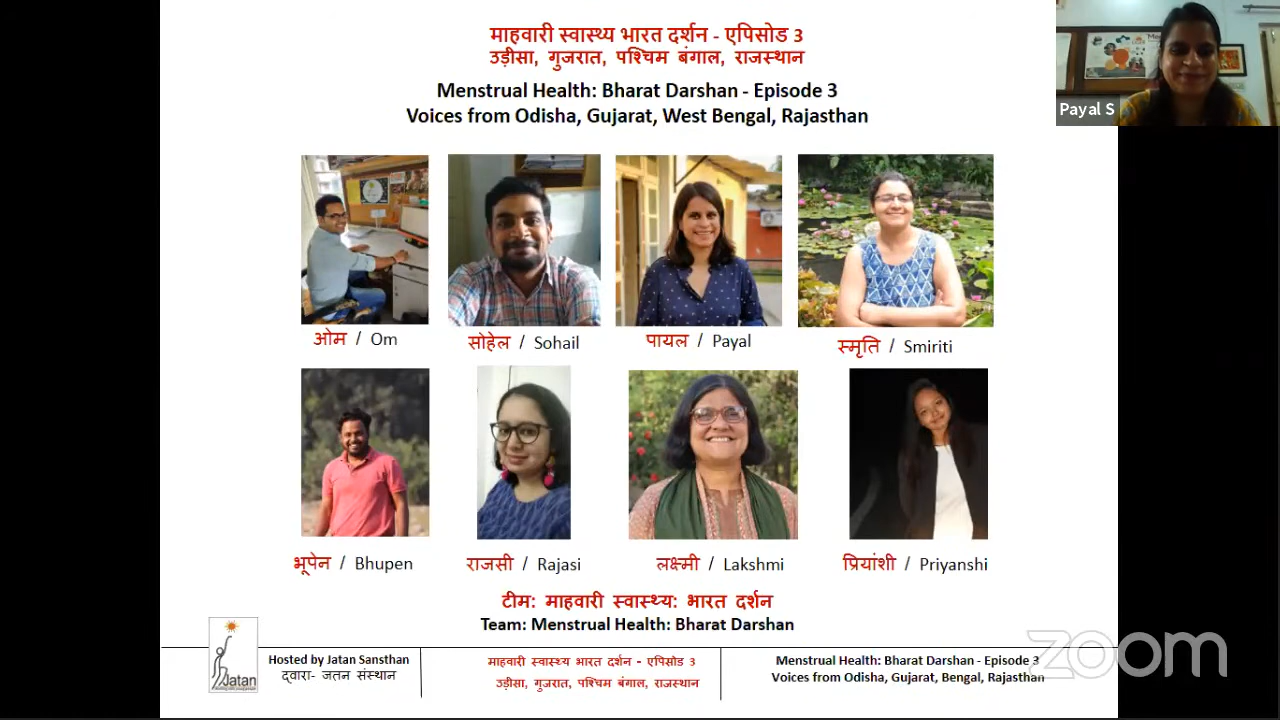 माहवारी स्वास्थ्य भारत दर्शन - एपिसोड 3
उड़ीसा, गुजरात, पश्चिम बंगाल, राजस्थान
Menstrual Health: Bharat Darshan - Episode 3
Voices from Odisha, Gujarat, West Bengal, Rajasthan
Payal S
ओम / Om
सोहेल / Sohail
पायल / Payal
स्मृति / Smiriti
भूपेन / Bhupen
राजसी / Rajasi
लक्ष्मी / Lakshmi
प्रियांशी / Priyanshi
टीम: माहवारी स्वास्थ्य: भारत दर्शन
Team: Menstrual Health: Bharat Darshan
Jatan
Hosted by Jatan Sansthan
द्वारा- जतन संस्थान
माहवारी स्वास्थ्य भारत दर्शन - एपिसोड 3
उड़ीसा, गुजरात, पश्चिम बंगाल, राजस्थान
Menstrual Health: Bharat Darshan - Episode 3
Voices from Odisha, Gujarat, Bengal, Rajasthan
zoom